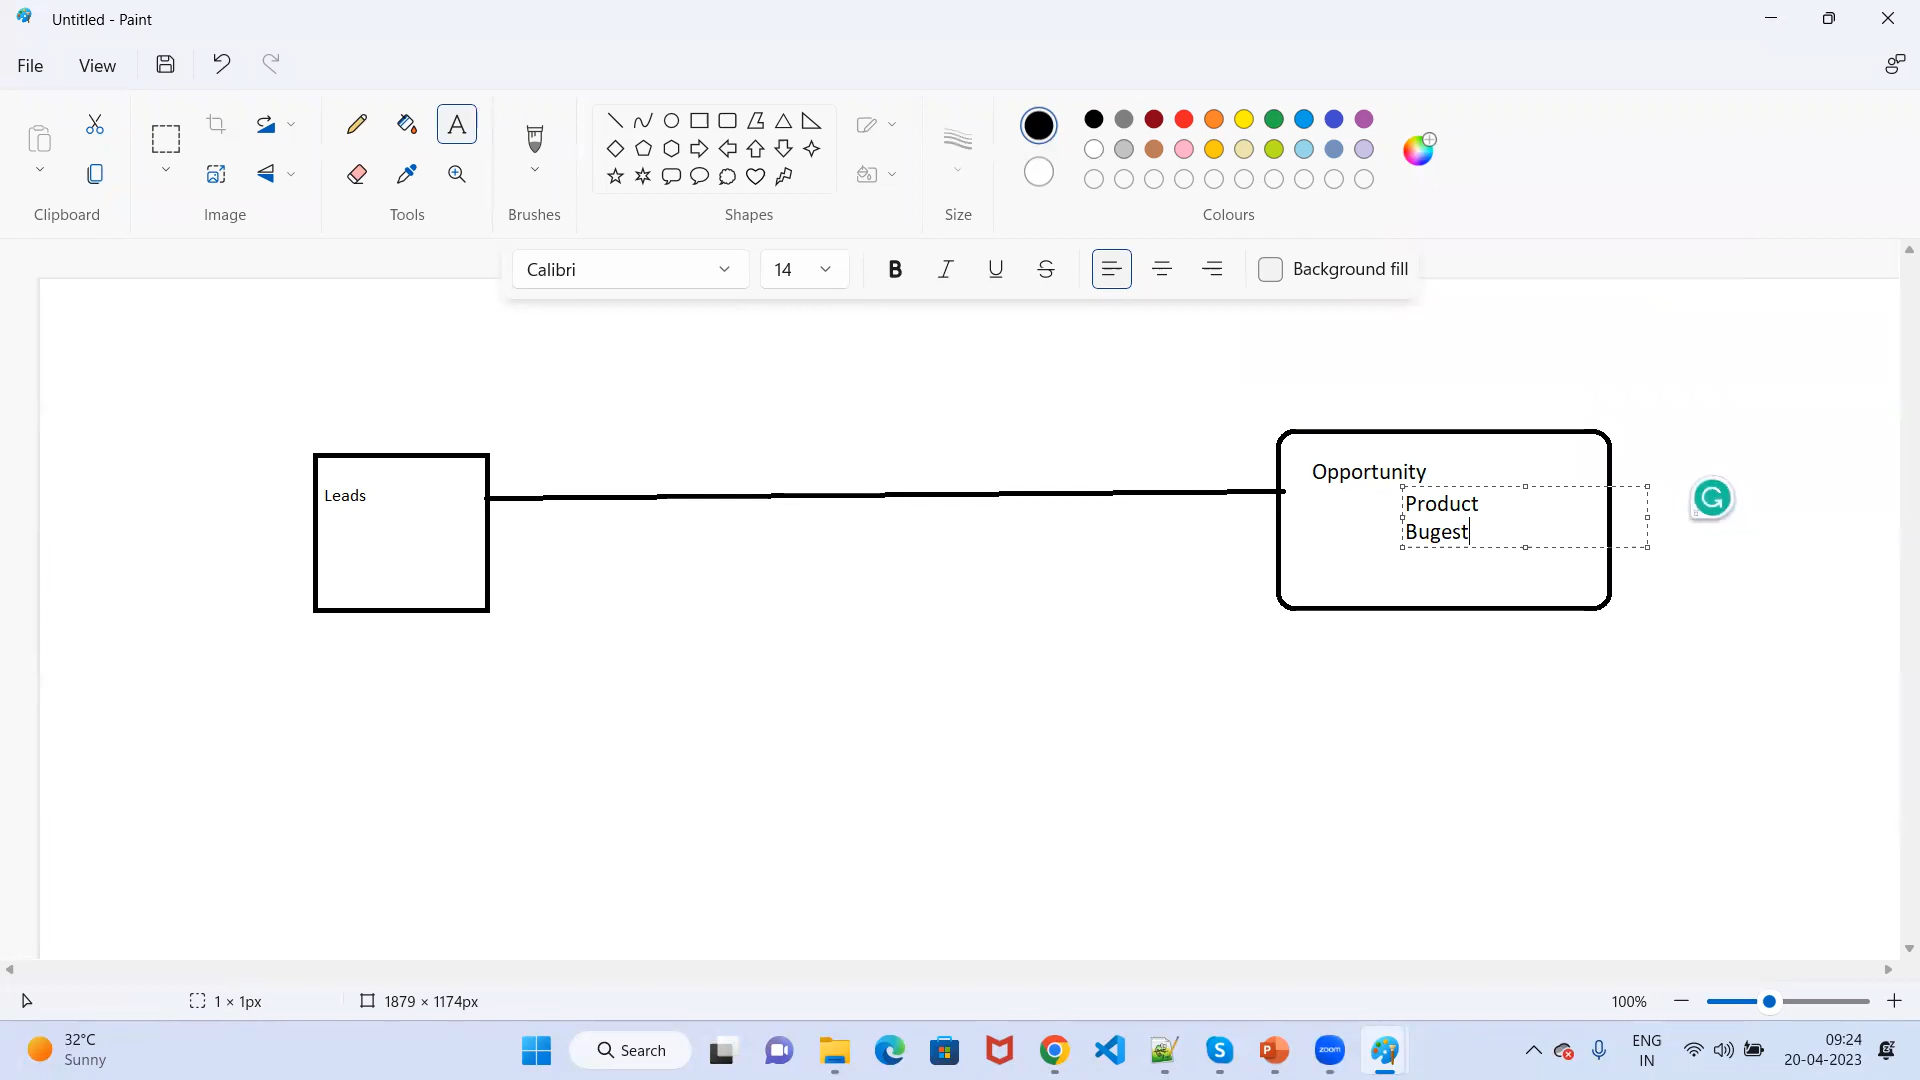 Untitled - Paint
File
View
Clipboard
Image
A
Tools
Brushes
Shapes
Size
Colours
Calibri
14
B
I
U
S
Background fill
Leads
Opportunity
Product
Bugest
1 × 1px
1879 × 1174px
100%
32°C
Sunny
Search
zoom
ENG
IN
09:24
20-04-2023